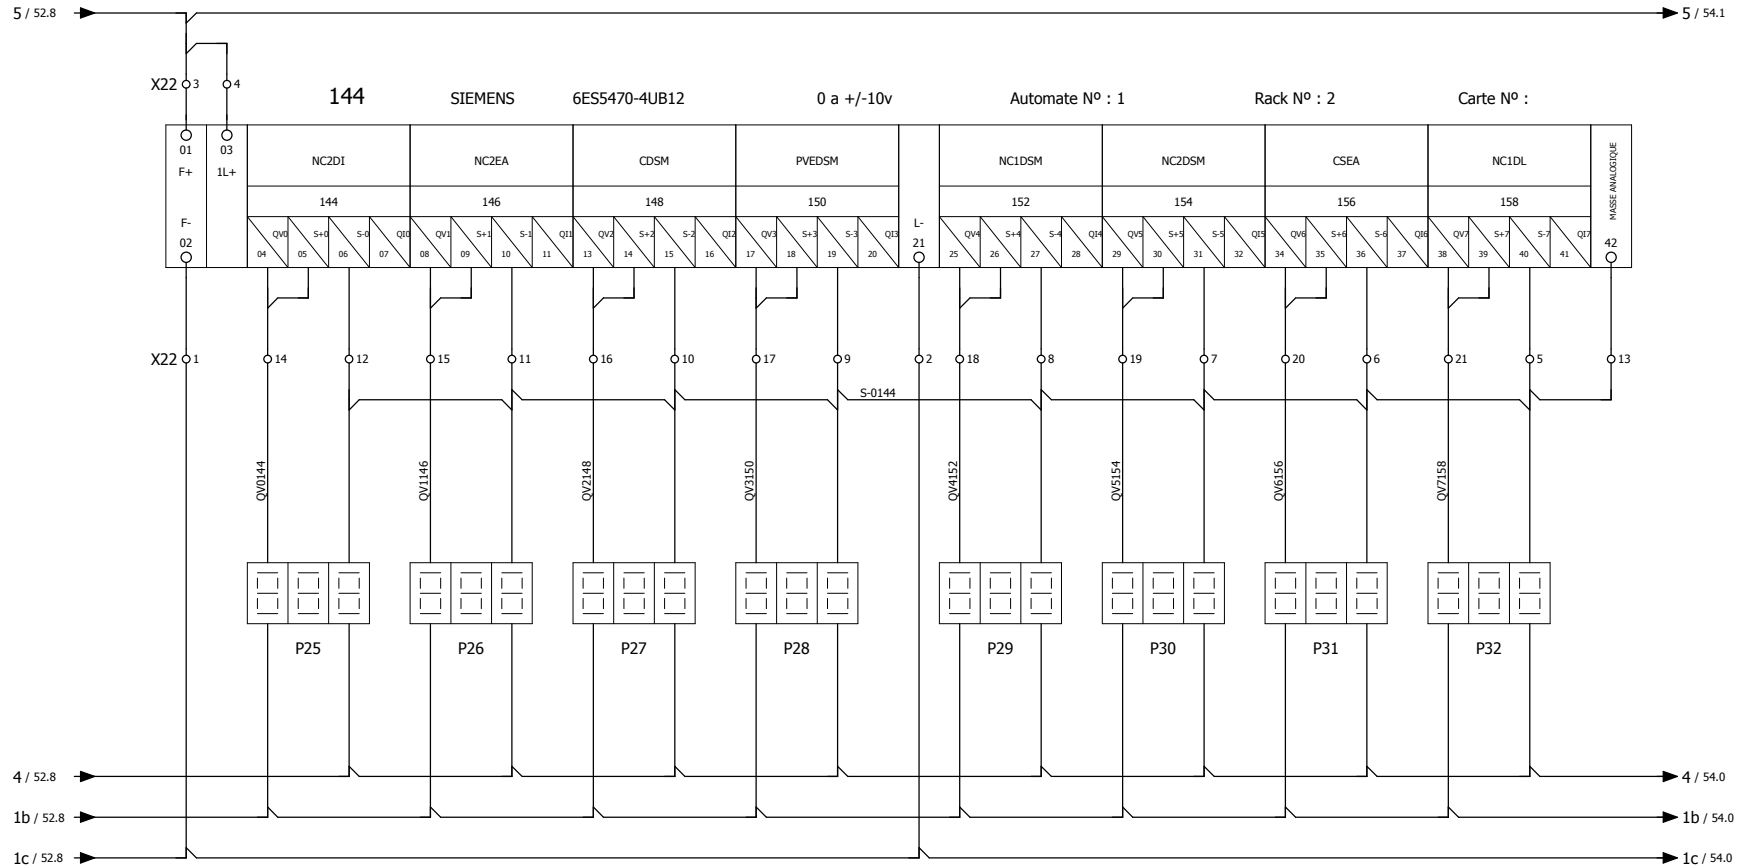 5 / 52.8 5 / 54.1
X22 3 4
144 SIEMENS 6ES5470-4UB12 0 a +/-10v Automate Nº : 1 Rack Nº : 2 Carte Nº :
01 03
F+ 1L+
NC2DI NC2EA CDSM PVEDSM NC1DSM NC2DSM CSEA NC1DL
MASSE ANALOGIQUE
144 146 148 150 152 154 156 158
F- L-
QV0 S+0 S-0 QI0 QV1 S+1 S-1 QI1 QV2 S+2 S-2 QI2 QV3 S+3 S-3 QI3 QV4 S+4 S-4 QI4 QV5 S+5 S-5 QI5 QV6 S+6 S-6 QI6 QV7 S+7 S-7 QI7
02 04 05 06 07 08 09 10 11 13 14 15 16 17 18 19 20 21 25 26 27 28 29 30 31 32 34 35 36 37 38 39 40 41 42
X22 1 14 12 15 11 16 10 17 9 2 18 8 19 7 20 6 21 5 13
S-0144
QV0144 QV1146 QV2148 QV3150 QV4152 QV5154 QV6156 QV7158
P25 P26 P27 P28 P29 P30 P31 P32
4 / 52.8 4 / 54.0
1b / 52.8 1b / 54.0
1c / 52.8 1c / 54.0